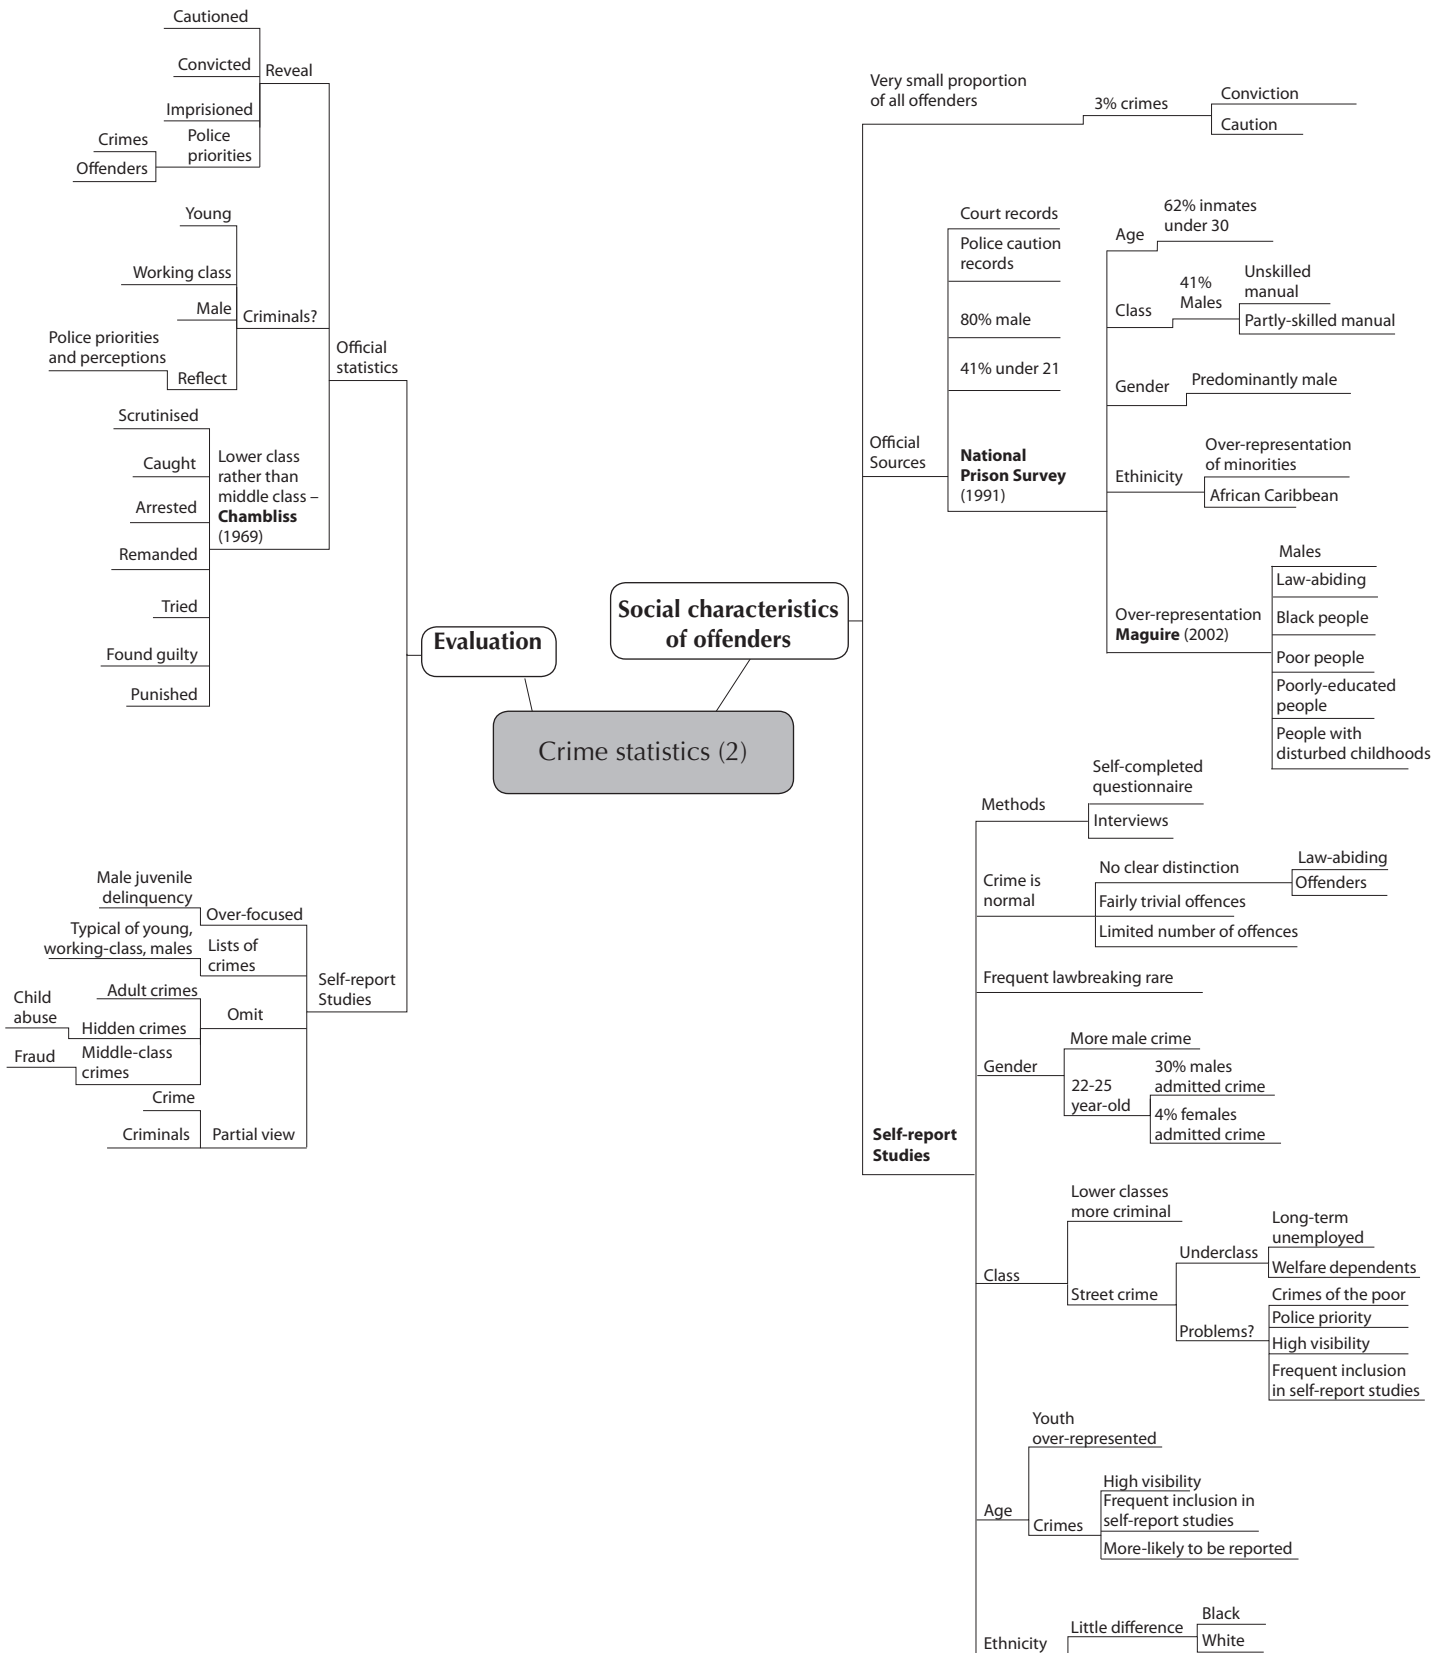 Cautioned
Convicted
Reveal
Imprisioned
Police
priorities
Crimes
Offenders
Young
Working class
Male
Criminals?
Police priorities
and perceptions
Reflect
Official
statistics
Scrutinised
Caught
Arrested
Remanded
Tried
Found guilty
Punished
Lower class
rather than
middle class –
Chambliss
(1969)
Evaluation
Male juvenile
delinquency
Over-focused
Typical of young,
working-class, males
Lists of
crimes
Self-report
Studies
Adult crimes
Child
abuse
Hidden crimes
Omit
Fraud
Middle-class
crimes
Crime
Criminals
Partial view
Crime statistics (2)
Social characteristics
of offenders
Very small proportion
of all offenders
3% crimes
Conviction
Caution
Official
Sources
Court records
Police caution
records
80% male
41% under 21
National
Prison Survey
(1991)
Age
62% inmates
under 30
Class
41%
Males
Unskilled
manual
Partly-skilled manual
Gender
Predominantly male
Ethinicity
Over-representation
of minorities
African Caribbean
Over-representation
Maguire (2002)
Males
Law-abiding
Black people
Poor people
Poorly-educated
people
People with
disturbed childhoods
Self-report
Studies
Methods
Self-completed
questionnaire
Interviews
Crime is
normal
No clear distinction
Law-abiding
Offenders
Fairly trivial offences
Limited number of offences
Frequent lawbreaking rare
Gender
More male crime
22-25
year-old
30% males
admitted crime
4% females
admitted crime
Class
Lower classes
more criminal
Street crime
Underclass
Long-term
unemployed
Welfare dependents
Problems?
Crimes of the poor
Police priority
High visibility
Frequent inclusion
in self-report studies
Age
Youth
over-represented
Crimes
High visibility
Frequent inclusion in
self-report studies
More-likely to be reported
Ethnicity
Little difference
Black
White